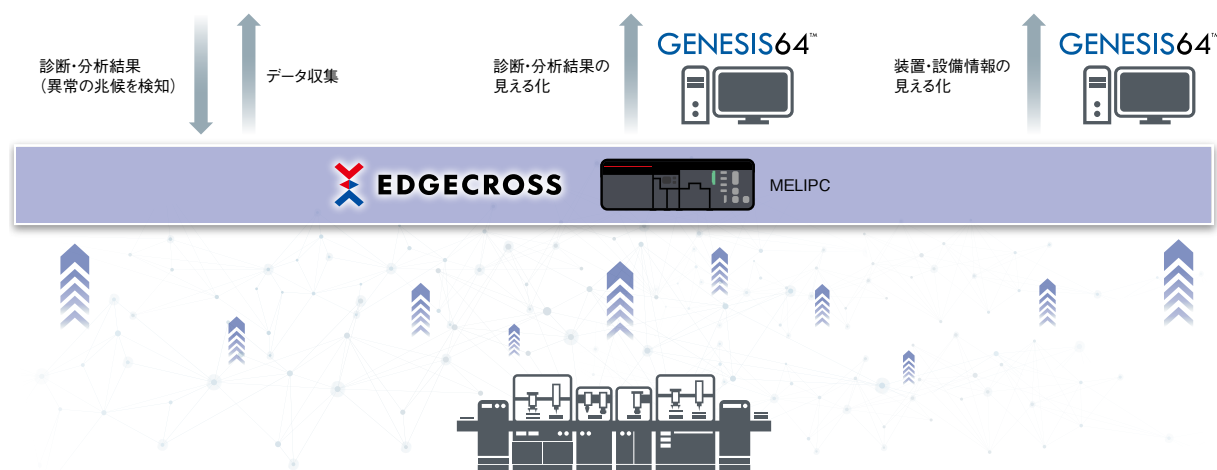 診断・分析結果
（異常の兆候を検知）
データ収集
診断・分析結果の
見える化
GENESIS64™
装置・設備情報の
見える化
GENESIS64™
EDGECROSS
MELIPC